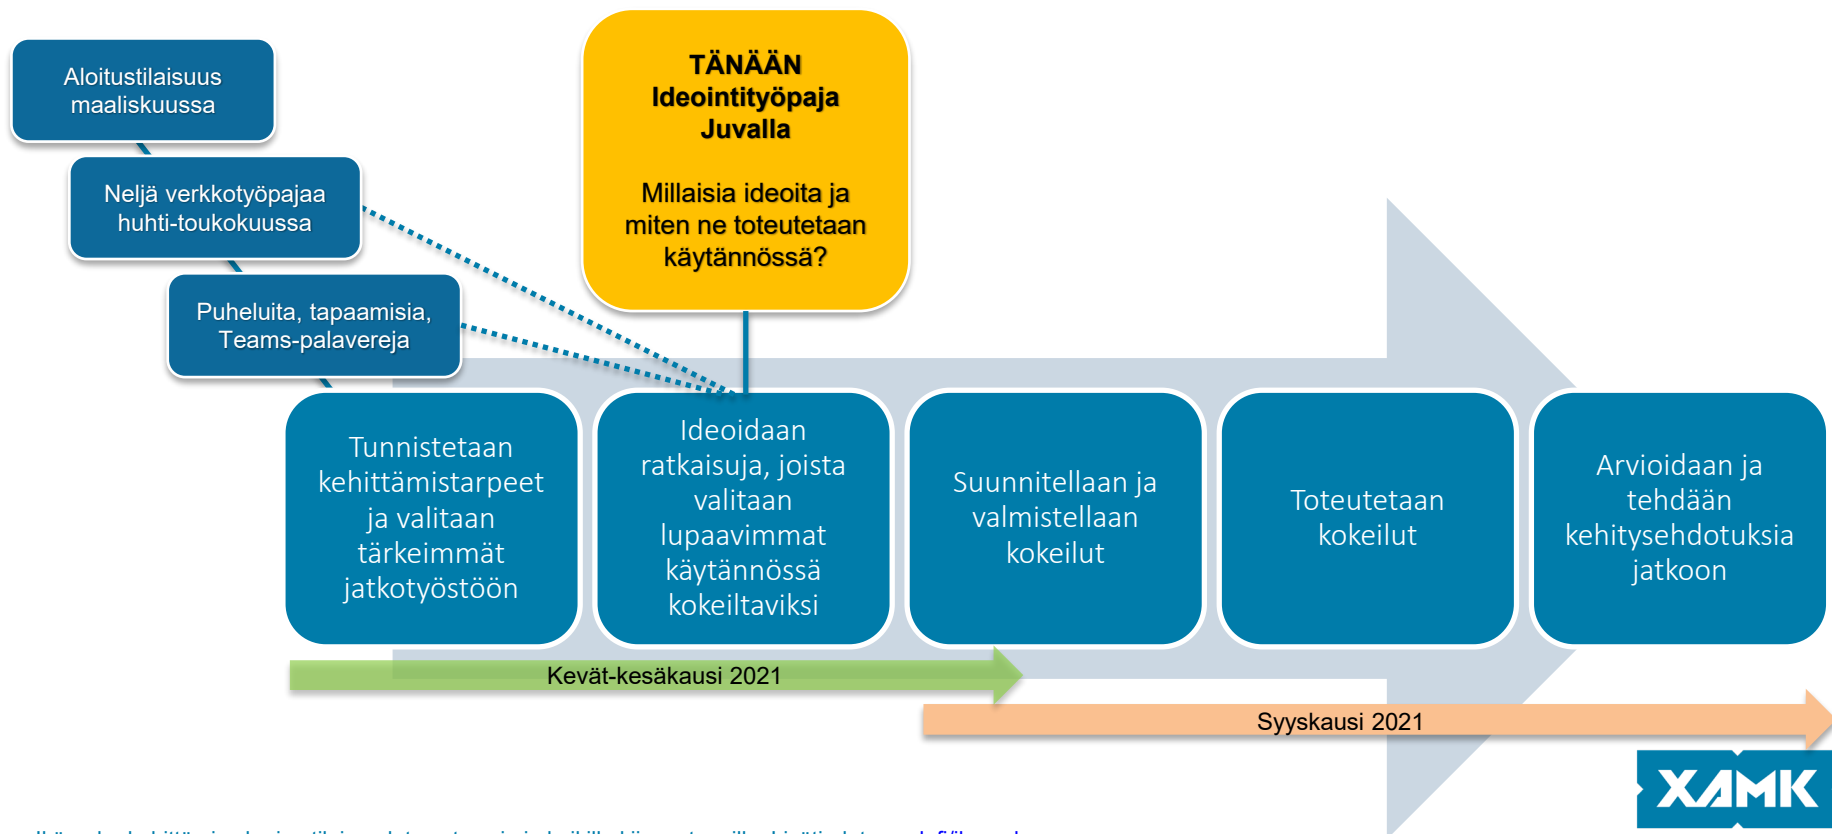 Aloitustilaisuus
maaliskuussa
Neljä verkkotyöpajaa
huhti-toukokuussa
Puheluita, tapaamisia,
Teams-palavereja
TÄNÄÄN
Ideointityöpaja
Juvalla
Millaisia ideoita ja
miten ne toteutetaan
käytännössä?
Tunnistetaan
kehittämistarpeet
ja valitaan
tärkeimmät
jatkotyöstöön
Ideoidaan
ratkaisuja, joista
valitaan
lupaavimmat
käytännössä
kokeiltaviksi
Suunnitellaan ja
valmistellaan
kokeilut
Toteutetaan
kokeilut
Arvioidaan ja
tehdään
kehitysehdotuksia
jatkoon
Kevät-kesäkausi 2021
Syyskausi 2021
XAMK